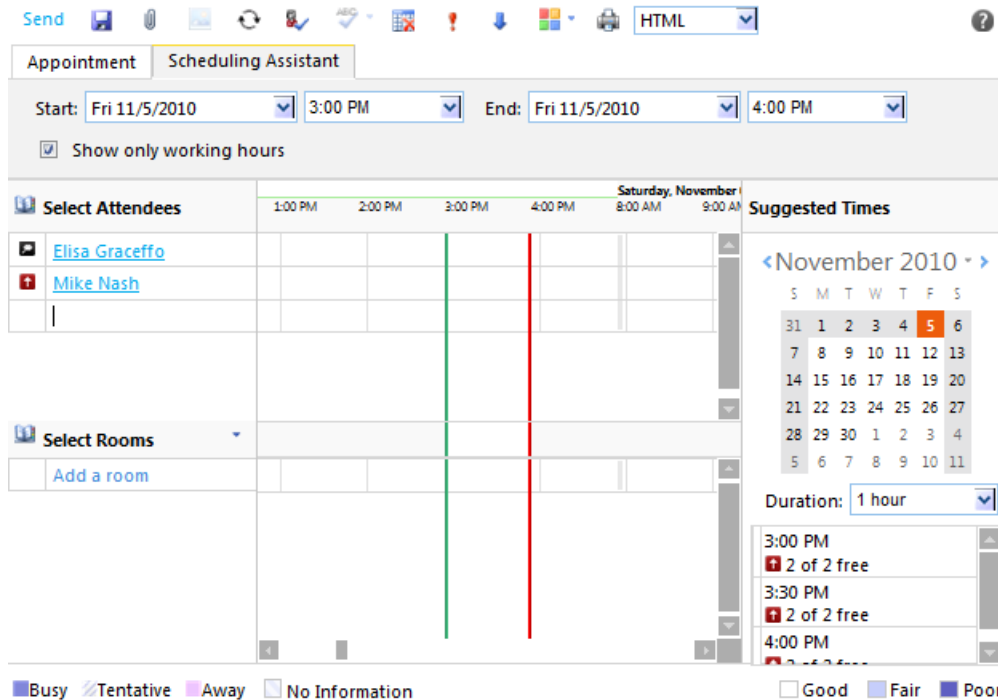 Send HTML
Appointment Scheduling Assistant
Start: Fri 11/5/2010 3:00 PM End: Fri 11/5/2010 4:00 PM
Show only working hours
Saturday, November
Select Attendees 1:00 PM 2:00 PM 3:00 PM 4:00 PM 8:00 AM 9:00 AM Suggested Times
Elisa Graceffo
Mike Nash
November 2010
S M T W T F S
31 1 2 3 4 5 6
7 8 9 10 11 12 13
14 15 16 17 18 19 20
21 22 23 24 25 26 27
28 29 30 1 2 3 4
5 6 7 8 9 10 11
Select Rooms
Add a room
Duration: 1 hour
3:00 PM
2 of 2 free
3:30 PM
2 of 2 free
4:00 PM
Busy Tentative Away No Information Good Fair Poor